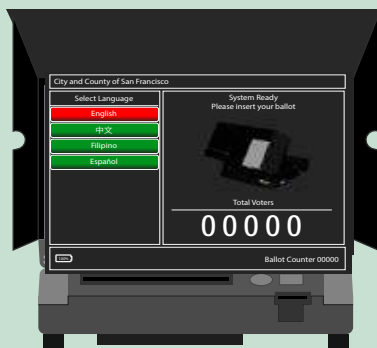 City and County of San Francisco
Select Language
English
中文
Filipino
Español
System Ready
Please insert your ballot
Total Voters
00000
100%
Ballot Counter 00000